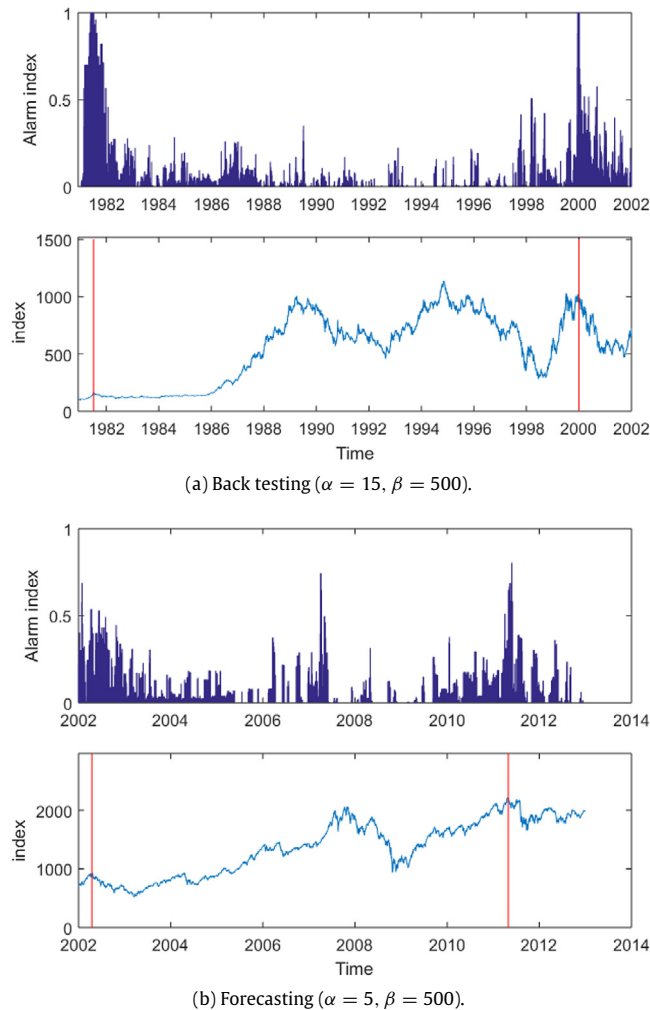 1
0.5
0
Alarm index
1982 1984 1986 1988 1990 1992 1994 1996 1998 2000 2002
1500
1000
500
0
index
1982 1984 1986 1988 1990 1992 1994 1996 1998 2000 2002
Time
(a) Back testing (α = 15, β = 500).
1
0.5
0
Alarm index
2002 2004 2006 2008 2010 2012 2014
2000
1000
0
index
2002 2004 2006 2008 2010 2012 2014
Time
(b) Forecasting (α = 5, β = 500).